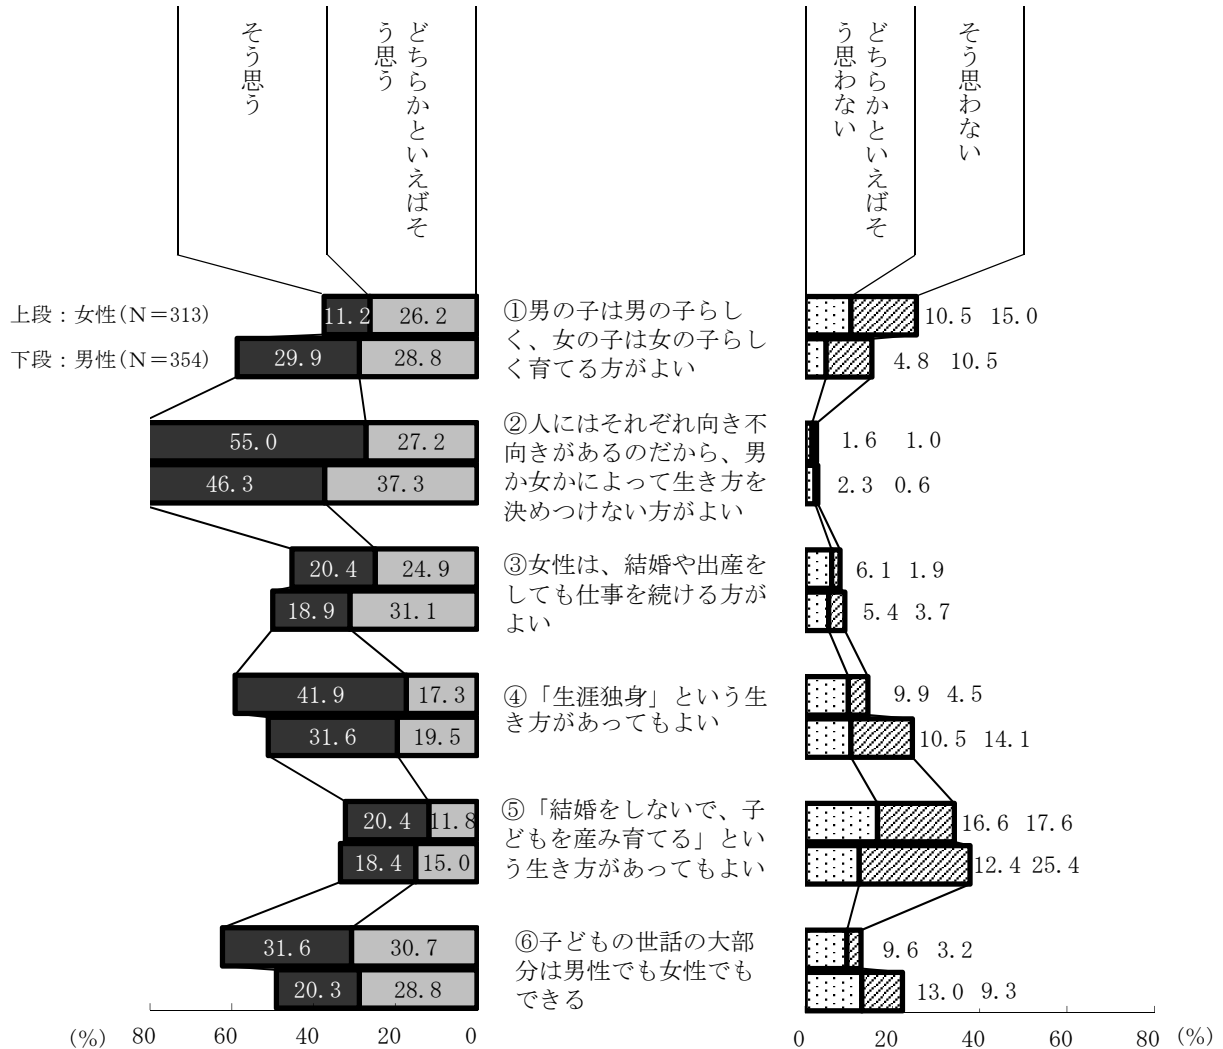 そう思う
どちらかといえばそ
う思う
どちらかといえばそ
う思わない
そう思わない
上段：女性(N＝313)
下段：男性(N＝354)
11.2 26.2
29.9 28.8
①男の子は男の子らし
く、女の子は女の子らし
く育てる方がよい
10.5 15.0
4.8 10.5
55.0 27.2
46.3 37.3
②人にはそれぞれ向き不
向きがあるのだから、男
か女かによって生き方を
決めつけない方がよい
1.6 1.0
2.3 0.6
20.4 24.9
18.9 31.1
③女性は、結婚や出産を
しても仕事を続ける方が
よい
6.1 1.9
5.4 3.7
41.9 17.3
31.6 19.5
④「生涯独身」という生
き方があってもよい
9.9 4.5
10.5 14.1
20.4 11.8
18.4 15.0
⑤「結婚をしないで、子
どもを産み育てる」とい
う生き方があってもよい
16.6 17.6
12.4 25.4
31.6 30.7
20.3 28.8
⑥子どもの世話の大部
分は男性でも女性でも
できる
9.6 3.2
13.0 9.3
(%) 80 60 40 20 0
0 20 40 60 80 (%)